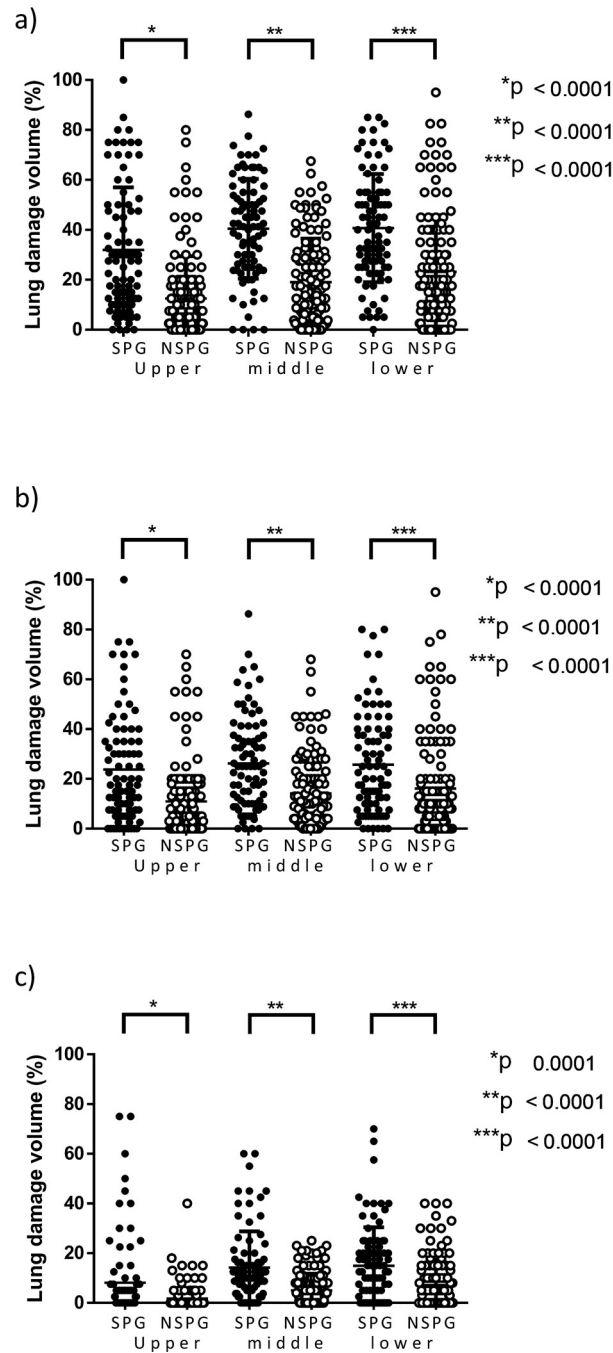 a)
* ** ***
Lung damage volume (%)
100
80
60
40
20
0
*p < 0.0001
**p < 0.0001
***p < 0.0001
SPG NSPG SPG NSPG SPG NSPG
Upper middle lower
b)
* ** ***
Lung damage volume (%)
100
80
60
40
20
0
*p < 0.0001
**p < 0.0001
***p < 0.0001
SPG NSPG SPG NSPG SPG NSPG
Upper middle lower
c)
* ** ***
Lung damage volume (%)
100
80
60
40
20
0
*p 0.0001
**p < 0.0001
***p < 0.0001
SPG NSPG SPG NSPG SPG NSPG
Upper middle lower